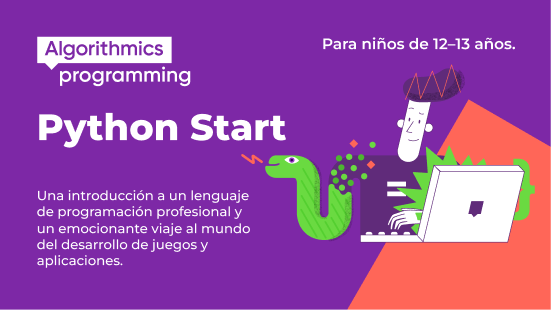 Algorithmics
programming
Para niños de 12–13 años.
Python Start
Una introducción a un lenguaje
de programación profesional y
un emocionante viaje al mundo
del desarrollo de juegos y
aplicaciones.